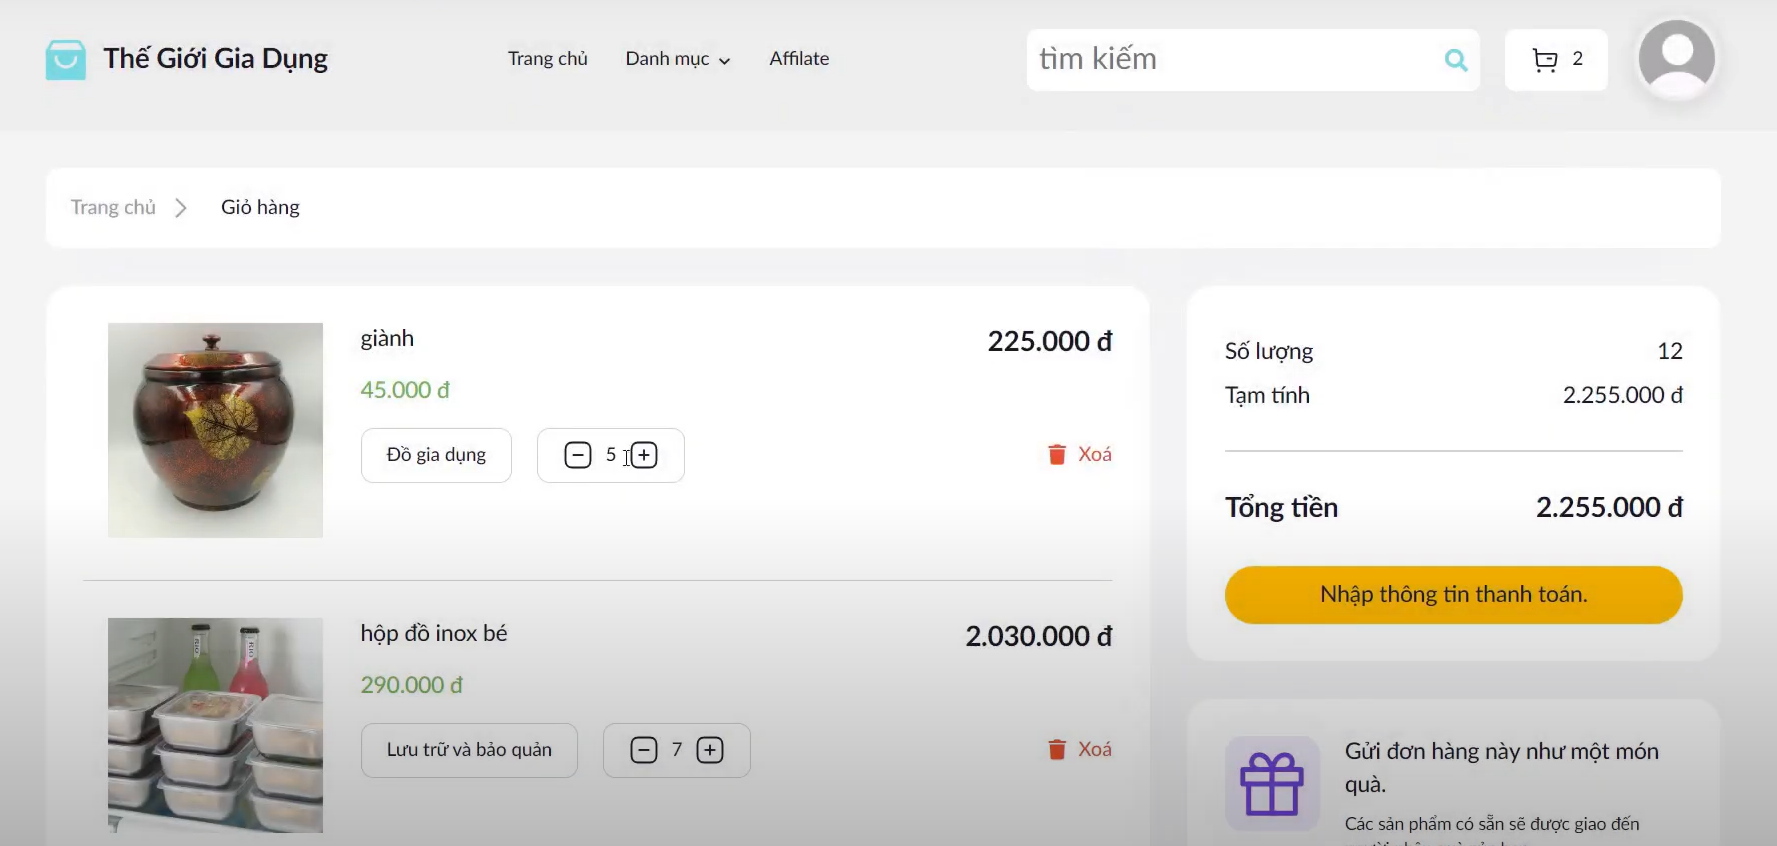 Thế Giới Gia Dụng
Trang chủ
Danh mục
Affilate
tìm kiếm
2
Trang chủ
Giỏ hàng
giành
225.000 đ
45.000 đ
Đồ gia dụng
5
Xoá
hộp đồ inox bé
2.030.000 đ
290.000 đ
Lưu trữ và bảo quản
7
Xoá
Số lượng
12
Tạm tính
2.255.000 đ
Tổng tiền
2.255.000 đ
Nhập thông tin thanh toán.
Gửi đơn hàng này như một món
quà.
Các sản phẩm có sẵn sẽ được giao đến